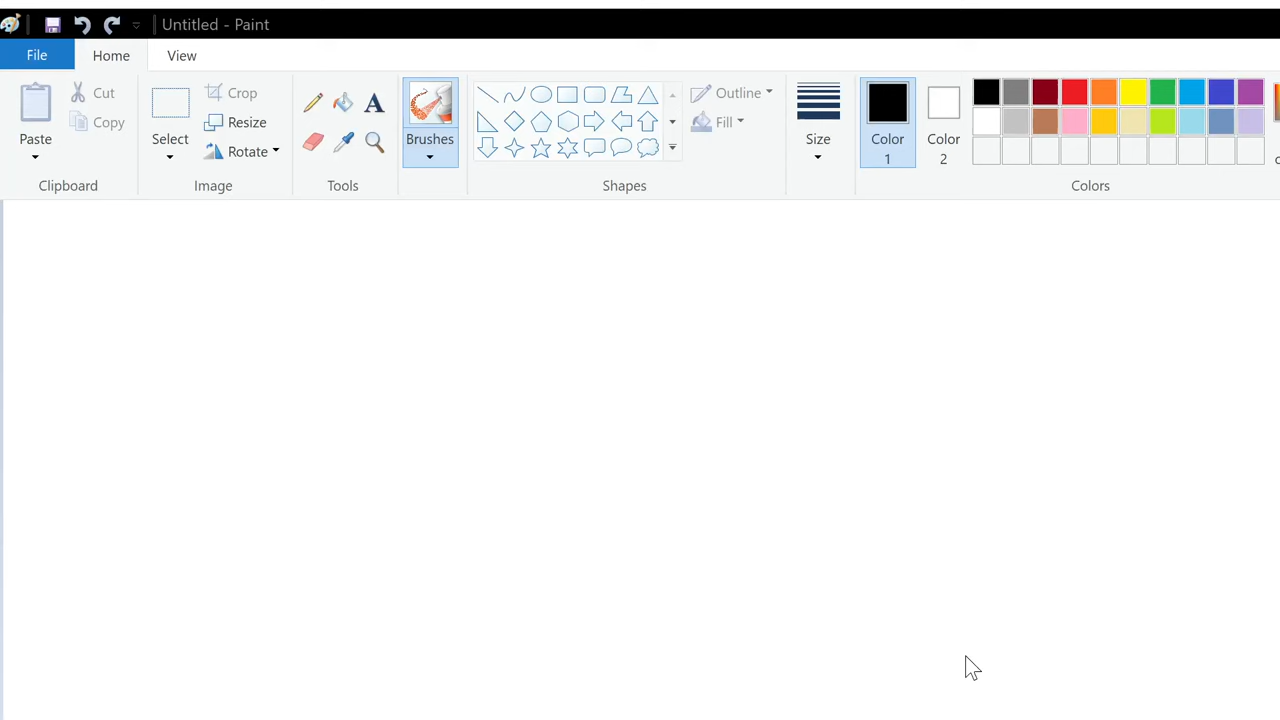 Untitled - Paint
File Home View
Paste
Cut
Copy
Clipboard
Select
Crop
Resize
Rotate
Image
A
Tools
Brushes
Outline
Fill
Shapes
Size
Color
1
Color
2
Colors